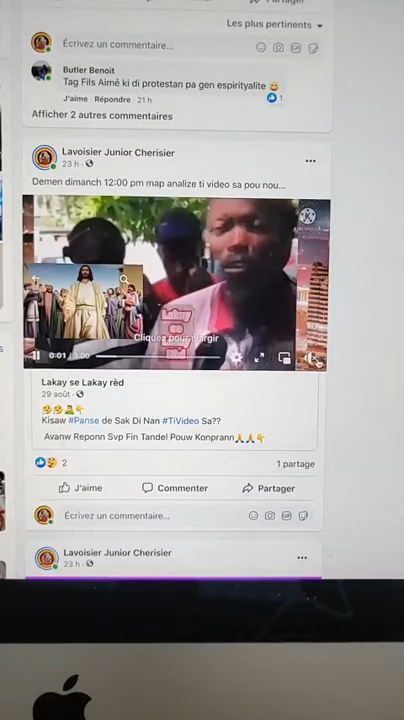 Partage
Les plus pertinents
Écrivez un commentaire...
Butler Benoit
Tag Fils Aimé ki di protestan pa gen espirityalite 😄
J'aime · Répondre · 21 h
1
Afficher 2 autres commentaires
Lavoisier Junior Cherisier
23 h ·
Demen dimanch 12:00 pm map analize ti video sa pou nou...
Cliquez pour élargir
0:01 /
Lakay se Lakay rèd
29 août ·
🤔🤔🤷👇
Kisaw #Panse de Sak Di Nan #TiVideo Sa??
Avanw Reponn Svp Fin Tandel Pouw Konprann🙏🙏👇
2
1 partage
J'aime
Commenter
Partager
Écrivez un commentaire...
Lavoisier Junior Cherisier
23 h ·